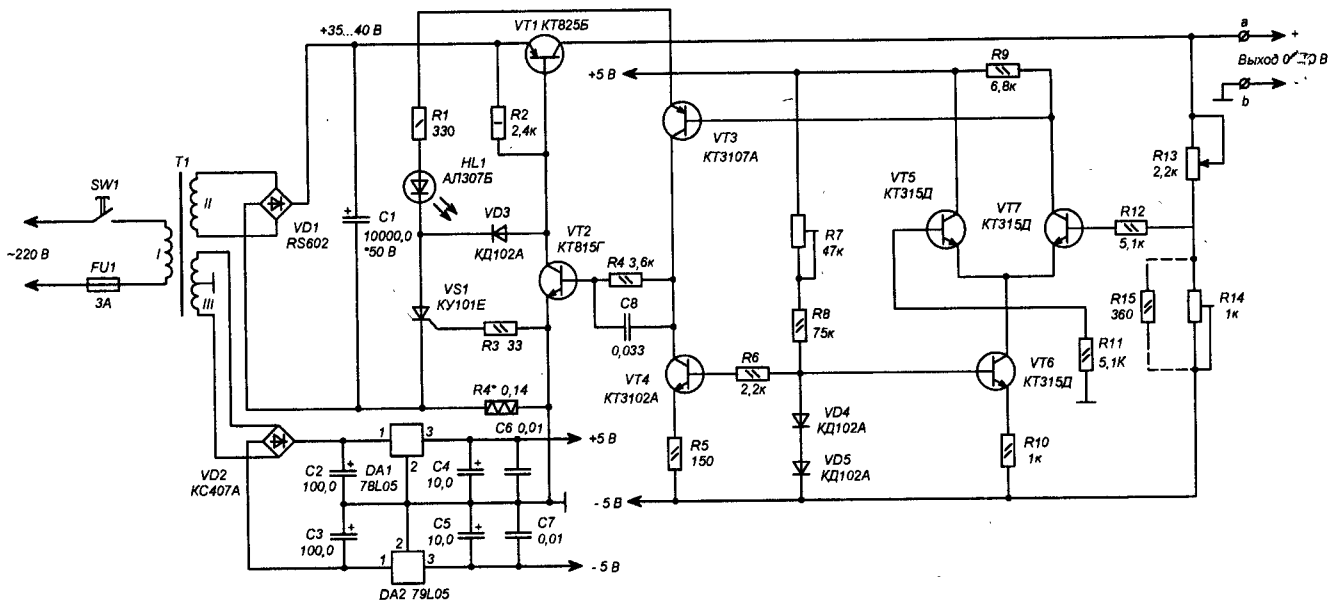 VT1 КТ825Б
+35...40 В
a
+
R9
6,8к
Выход 0
В
+5 В
-
b
R1
330
R2
2,4к
VT3
КТ3107А
R13
2,2к
T1
HL1
АЛ307Б
VT5
КТ315Д
SW1
II
C1
10000,0
*50 В
VD3
КД102А
VT7
КТ315Д
R12
5,1к
VD1
RS602
VT2
КТ815Г
R7
47к
~220 В
I
R4 3,6к
FU1
3А
III
VS1
КУ101Е
C8
0,033
R8
75к
R15
360
R14
1к
R3 33
R11
5,1К
R6
2,2к
VT6
КТ315Д
VT4
КТ3102А
R4* 0,14
VD4
КД102А
C6 0,01
+5 В
1
3
2
R5
150
R10
1к
VD2
КС407А
C2
100,0
+
DA1
78L05
C4
10,0
+
VD5
КД102А
- 5 В
C3
100,0
+
C5
10,0
+
C7
0,01
2
1
3
- 5 В
DA2 79L05